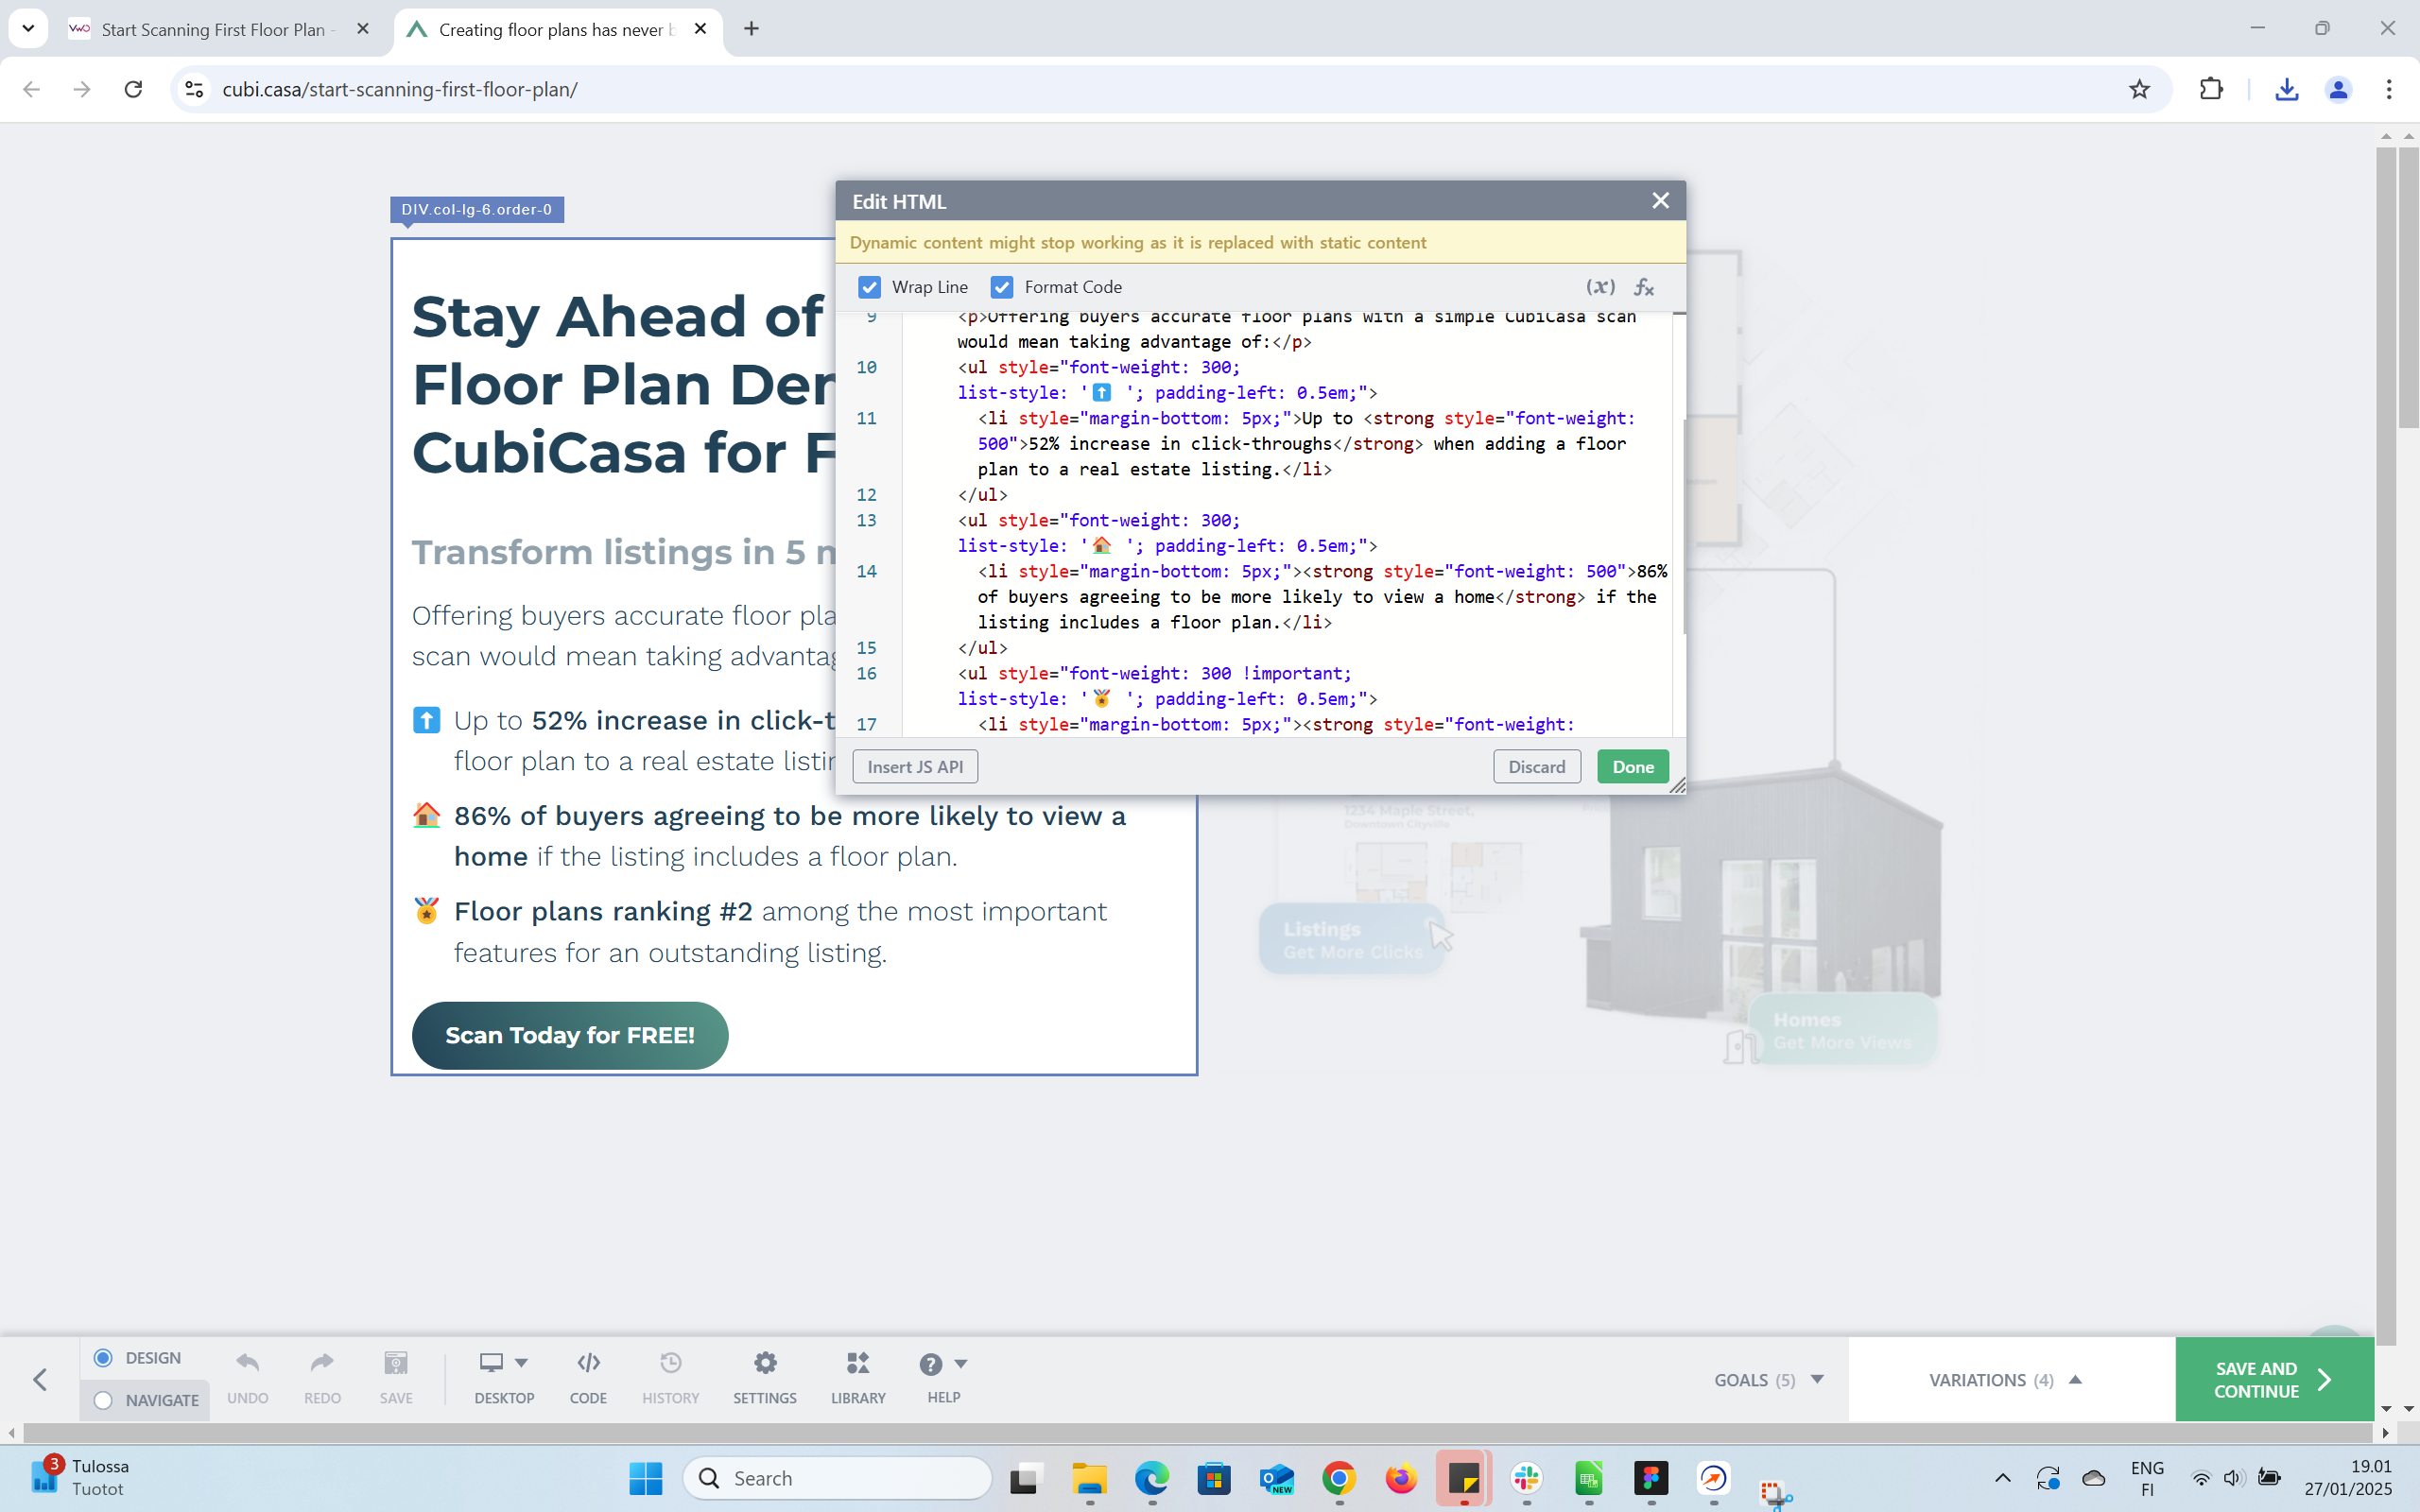 Start Scanning First Floor Plan -
Creating floor plans has never b
cubi.casa/start-scanning-first-floor-plan/
DIV.col-lg-6.order-0
Stay Ahead of
Floor Plan Den
CubiCasa for F
Transform listings in 5 m
Offering buyers accurate floor pla
scan would mean taking advantag
Up to 52% increase in click-t
floor plan to a real estate listin
86% of buyers agreeing to be more likely to view a
home if the listing includes a floor plan.
Floor plans ranking #2 among the most important
features for an outstanding listing.
Scan Today for FREE!
Edit HTML
Dynamic content might stop working as it is replaced with static content
Wrap Line
Format Code
(x)
fx
9 <p>Offering buyers accurate floor plans with a simple CubiCasa scan
would mean taking advantage of:</p>
10 <ul style="font-weight: 300;
list-style: '⬆️ '; padding-left: 0.5em;">
11 <li style="margin-bottom: 5px;">Up to <strong style="font-weight:
500">52% increase in click-throughs</strong> when adding a floor
plan to a real estate listing.</li>
12 </ul>
13 <ul style="font-weight: 300;
list-style: '🏠 '; padding-left: 0.5em;">
14 <li style="margin-bottom: 5px;"><strong style="font-weight: 500">86%
of buyers agreeing to be more likely to view a home</strong> if the
listing includes a floor plan.</li>
15 </ul>
16 <ul style="font-weight: 300 !important;
list-style: '🏅 '; padding-left: 0.5em;">
17 <li style="margin-bottom: 5px;"><strong style="font-weight:
Insert JS API
Discard
Done
1234 Maple Street,
Downtown Cityville
Listings
Get More Clicks
Homes
Get More Views
DESIGN
NAVIGATE
UNDO
REDO
SAVE
DESKTOP
CODE
HISTORY
SETTINGS
LIBRARY
HELP
GOALS (5)
VARIATIONS (4)
SAVE AND
CONTINUE
3
Tulossa
Tuotot
Search
NEW
ENG
FI
19.01
27/01/2025